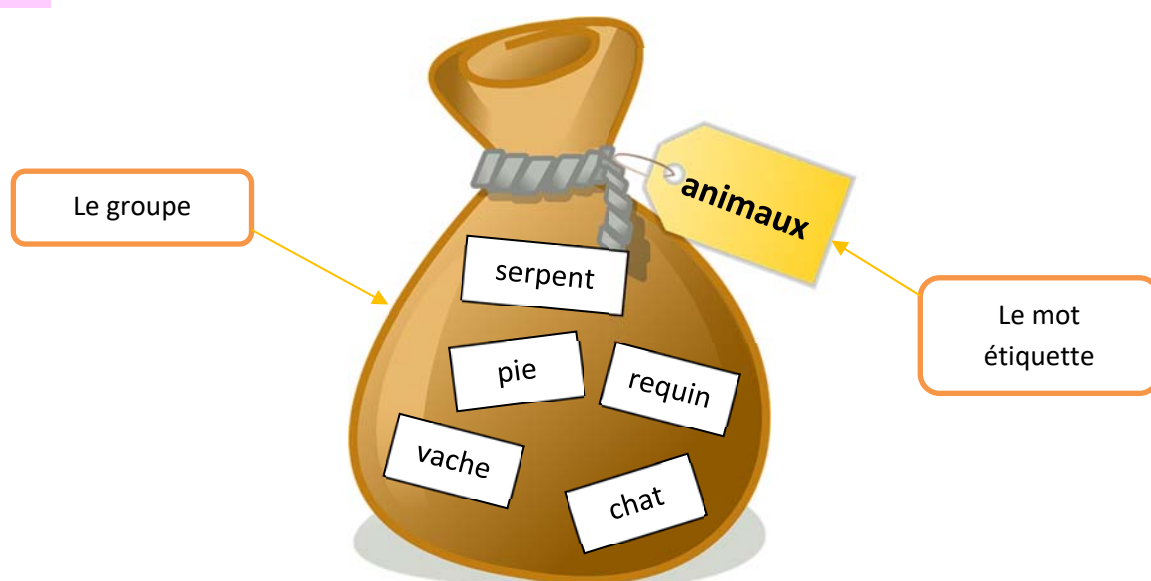 Le groupe
animaux
serpent
Le mot
étiquette
pie
requin
vache
chat